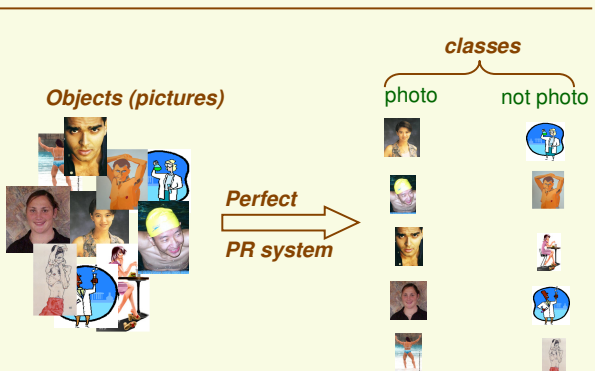 classes
Objects (pictures)
photo
not photo
Perfect
PR system